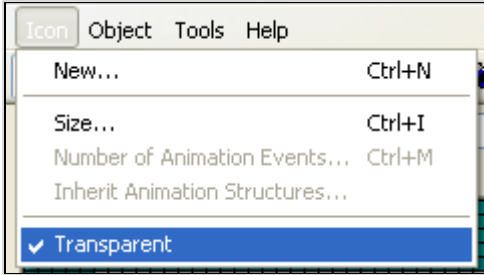 Icon Object Tools Help
New... Ctrl+N
Size... Ctrl+I
Number of Animation Events... Ctrl+M
Inherit Animation Structures...
Transparent